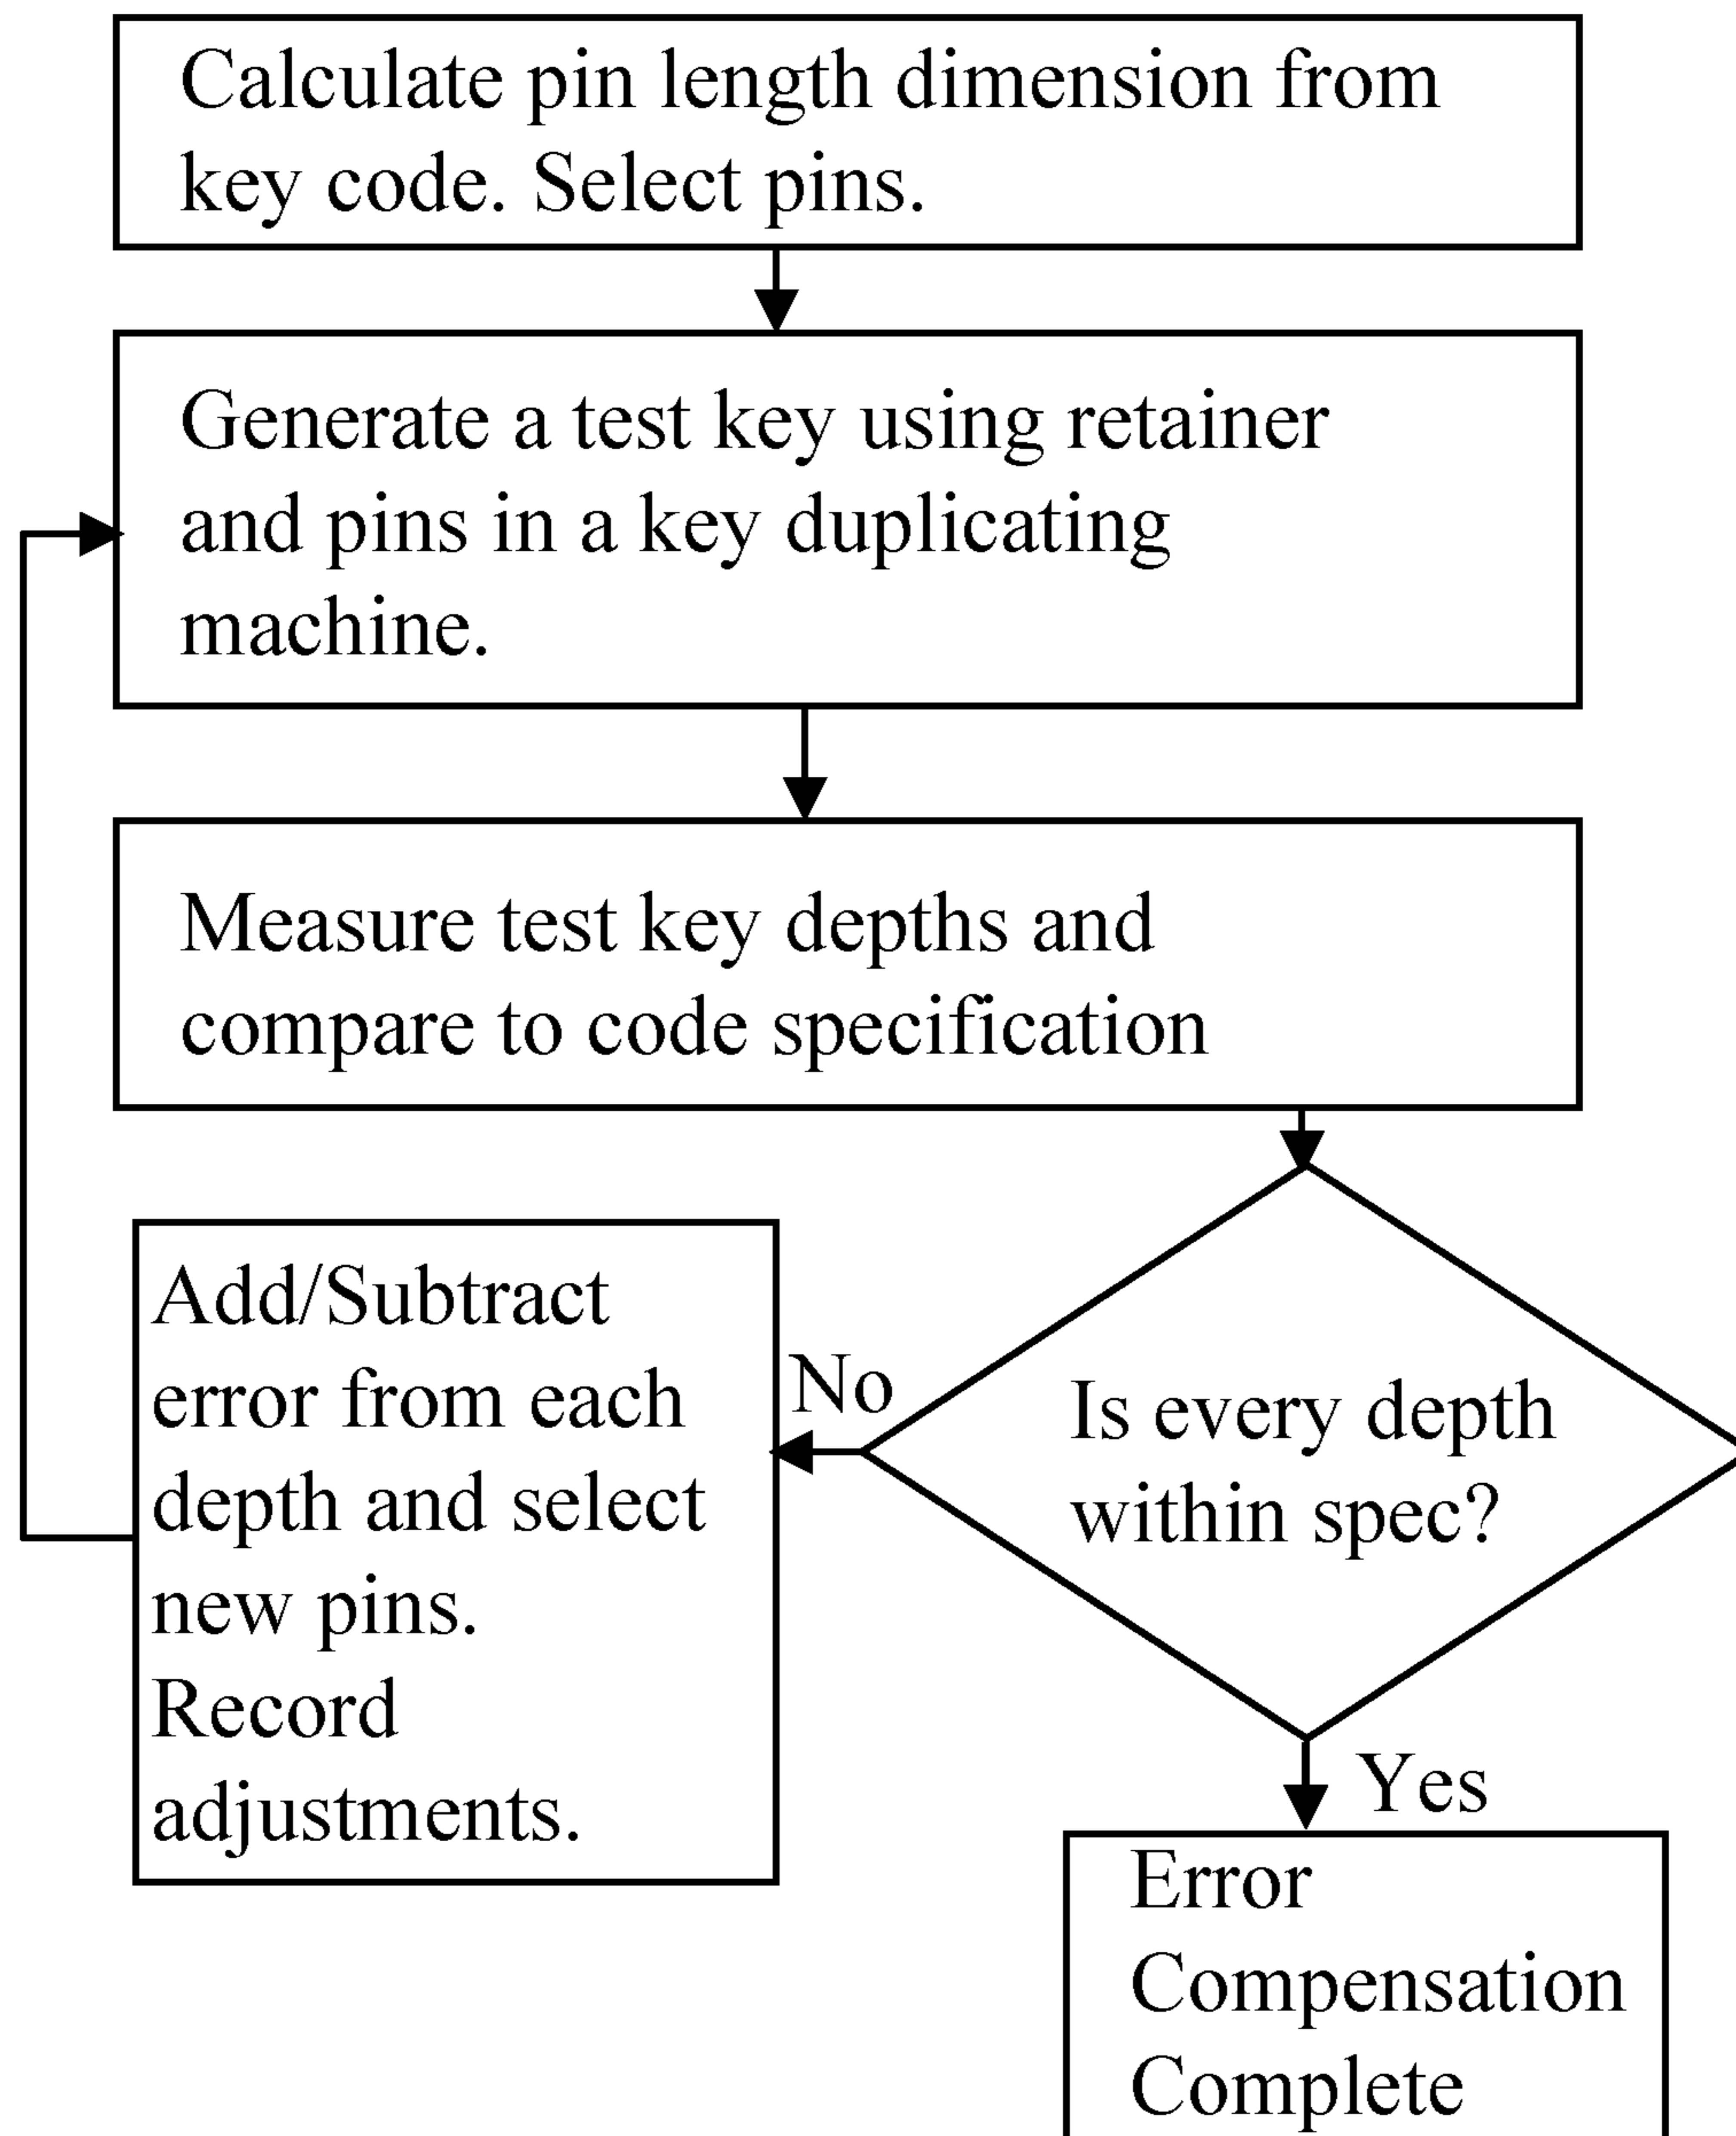 Calculate pin length dimension from
key code. Select pins.
Generate a test key using retainer
and pins in a key duplicating
machine.
Measure test key depths and
compare to code specification
Is every depth
within spec?
No
Add/Subtract
error from each
depth and select
new pins.
Record
adjustments.
Yes
Error
Compensation
Complete